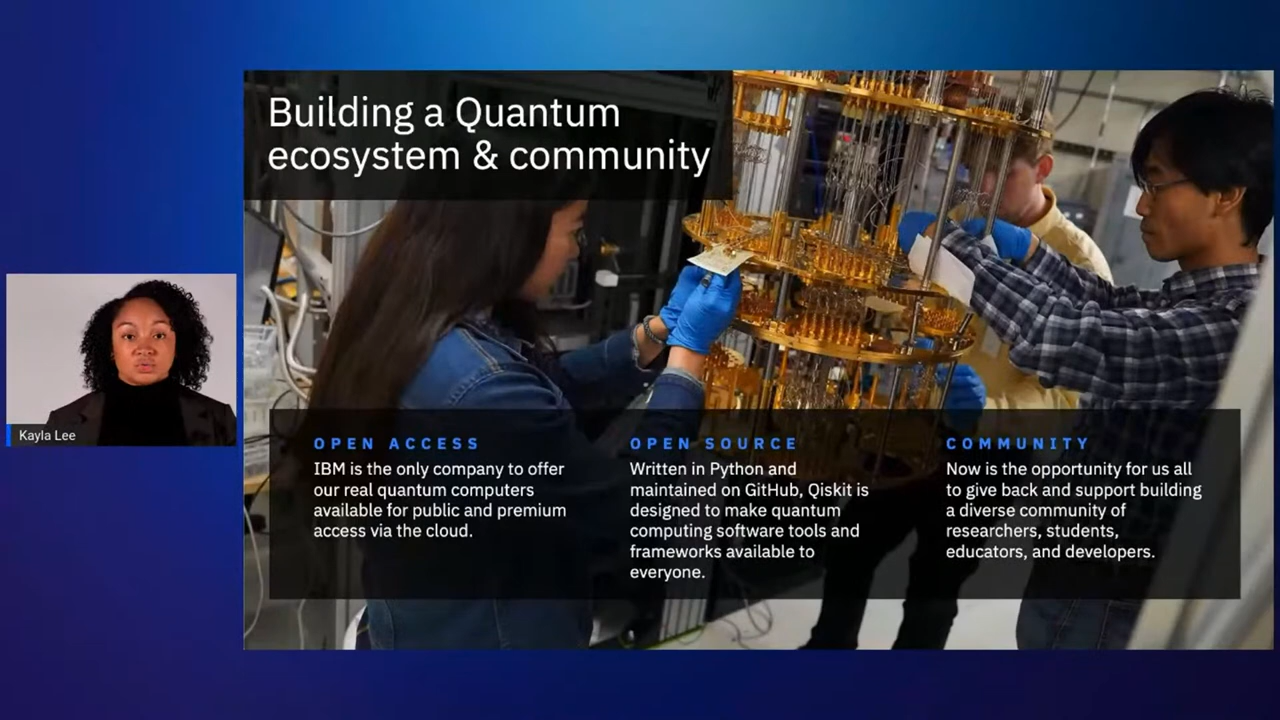 Building a Quantum
ecosystem & community
Kayla Lee
OPEN ACCESS
IBM is the only company to offer
our real quantum computers
available for public and premium
access via the cloud.
OPEN SOURCE
Written in Python and
maintained on GitHub, Qiskit is
designed to make quantum
computing software tools and
frameworks available to
everyone.
COMMUNITY
Now is the opportunity for us all
to give back and support building
a diverse community of
researchers, students,
educators, and developers.